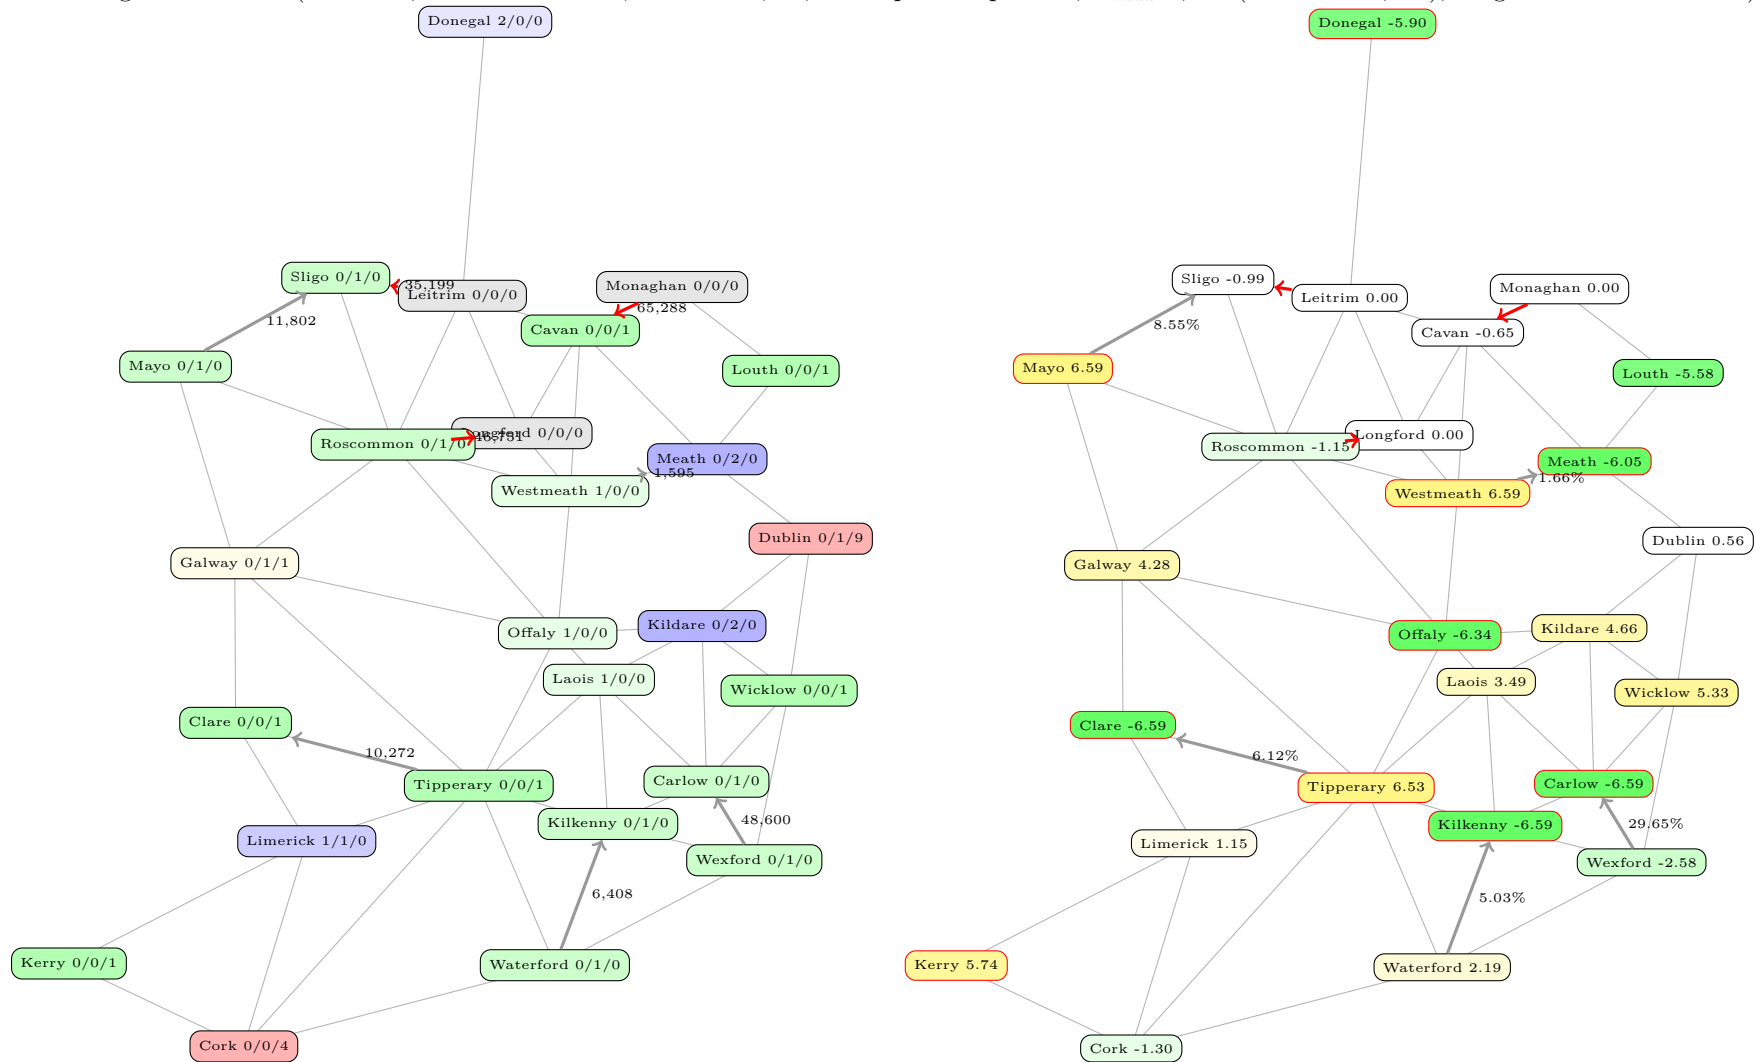 Donegal 2/0/0
Sligo 0/1/0
35,199
Leitrim 0/0/0
Monaghan 0/0/0
65,288
11,802
Cavan 0/0/1
Mayo 0/1/0
Louth 0/0/1
Roscommon 0/1/0
46,751
0/0/0
Meath 0/2/0
1,595
Westmeath 1/0/0
Dublin 0/1/9
Galway 0/1/1
Offaly 1/0/0
Kildare 0/2/0
Laois 1/0/0
Wicklow 0/0/1
Clare 0/0/1
10,272
Tipperary 0/0/1
Carlow 0/1/0
Kilkenny 0/1/0
48,600
Limerick 1/1/0
Wexford 0/1/0
6,408
Kerry 0/0/1
Waterford 0/1/0
Cork 0/0/4
Donegal -5.90
Sligo -0.99
Leitrim 0.00
Monaghan 0.00
8.55%
Cavan -0.65
Mayo 6.59
Louth -5.58
Roscommon -1.15
Longford 0.00
Meath -6.05
1.66%
Westmeath 6.59
Dublin 0.56
Galway 4.28
Offaly -6.34
Kildare 4.66
Laois 3.49
Wicklow 5.33
Clare -6.59
6.12%
Tipperary 6.53
Carlow -6.59
Kilkenny -6.59
29.65%
Limerick 1.15
Wexford -2.58
5.03%
Kerry 5.74
Waterford 2.19
Cork -1.30